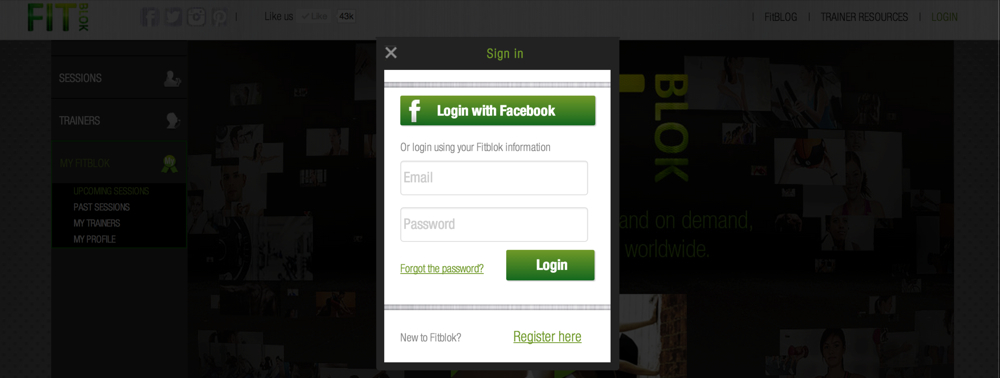 FIT BLOK
Like us ✓ Like 43k | FitBLOG | TRAINER RESOURCES | LOGIN
Sign in
SESSIONS
TRAINERS
MY FITBLOK
UPCOMING SESSIONS
PAST SESSIONS
MY TRAINERS
MY PROFILE
f Login with Facebook
Or login using your Fitblok information
Email
Password
Forgot the password? Login
New to Fitblok? Register here
BLOK
and on demand,
worldwide.